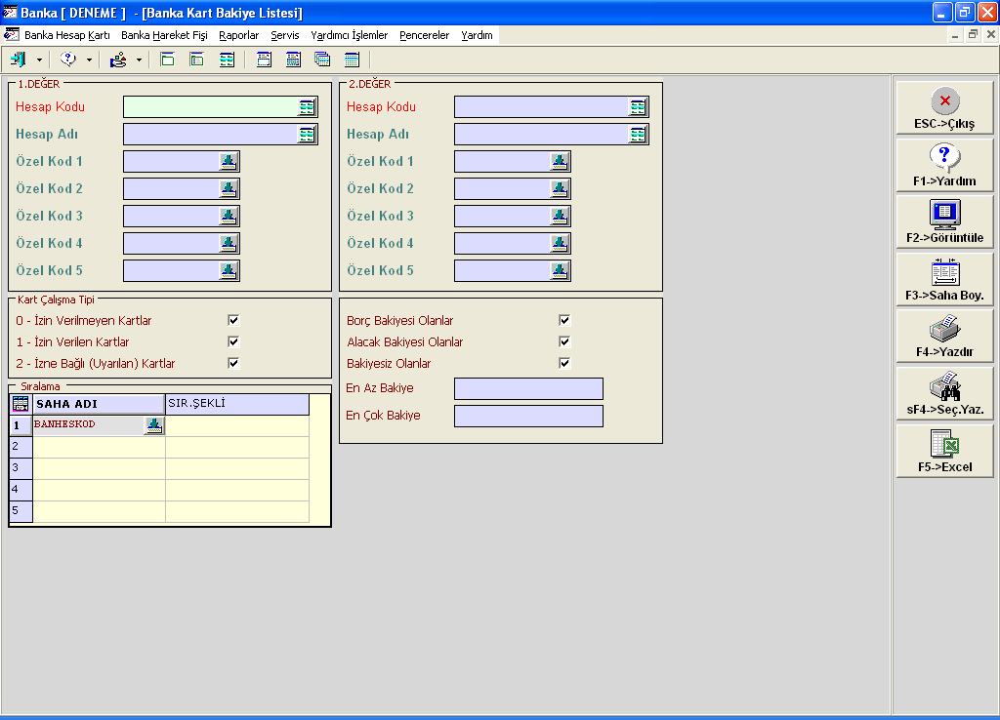 Banka [ DENEME ] - [Banka Kart Bakiye Listesi]
Banka Hesap Kartı Banka Hareket Fişi Raporlar Servis Yardımcı İşlemler Pencereler Yardım
1.DEĞER
Hesap Kodu
Hesap Adı
Özel Kod 1
Özel Kod 2
Özel Kod 3
Özel Kod 4
Özel Kod 5
2.DEĞER
Hesap Kodu
Hesap Adı
Özel Kod 1
Özel Kod 2
Özel Kod 3
Özel Kod 4
Özel Kod 5
Kart Çalışma Tipi
0 - İzin Verilmeyen Kartlar
1 - İzin Verilen Kartlar
2 - İzne Bağlı (Uyarılan) Kartlar
Borç Bakiyesi Olanlar
Alacak Bakiyesi Olanlar
Bakiyesiz Olanlar
En Az Bakiye
En Çok Bakiye
Sıralama
SAHA ADI SIR.ŞEKLİ
1 BANHESKOD
2
3
4
5
ESC->Çıkış
F1->Yardım
F2->Görüntüle
F3->Saha Boy.
F4->Yazdır
sF4->Seç.Yaz.
F5->Excel